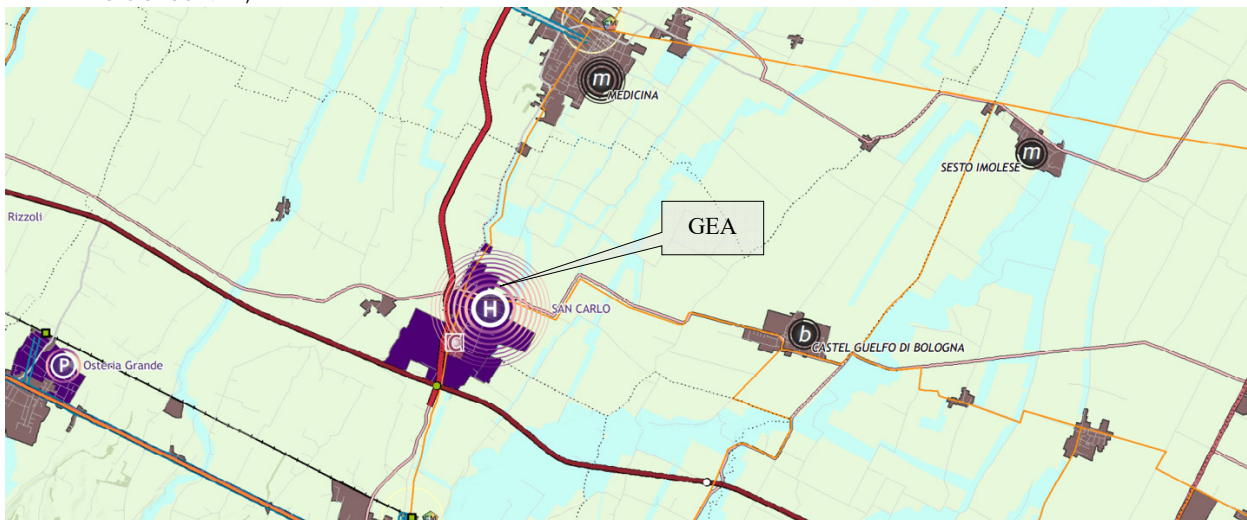 m
MEDICINA
m
SESTO IMOLESE
Rizzoli
GEA
H
SAN CARLO
C
b
CASTEL GUELFO DI BOLOGNA
P
Osteria Grande